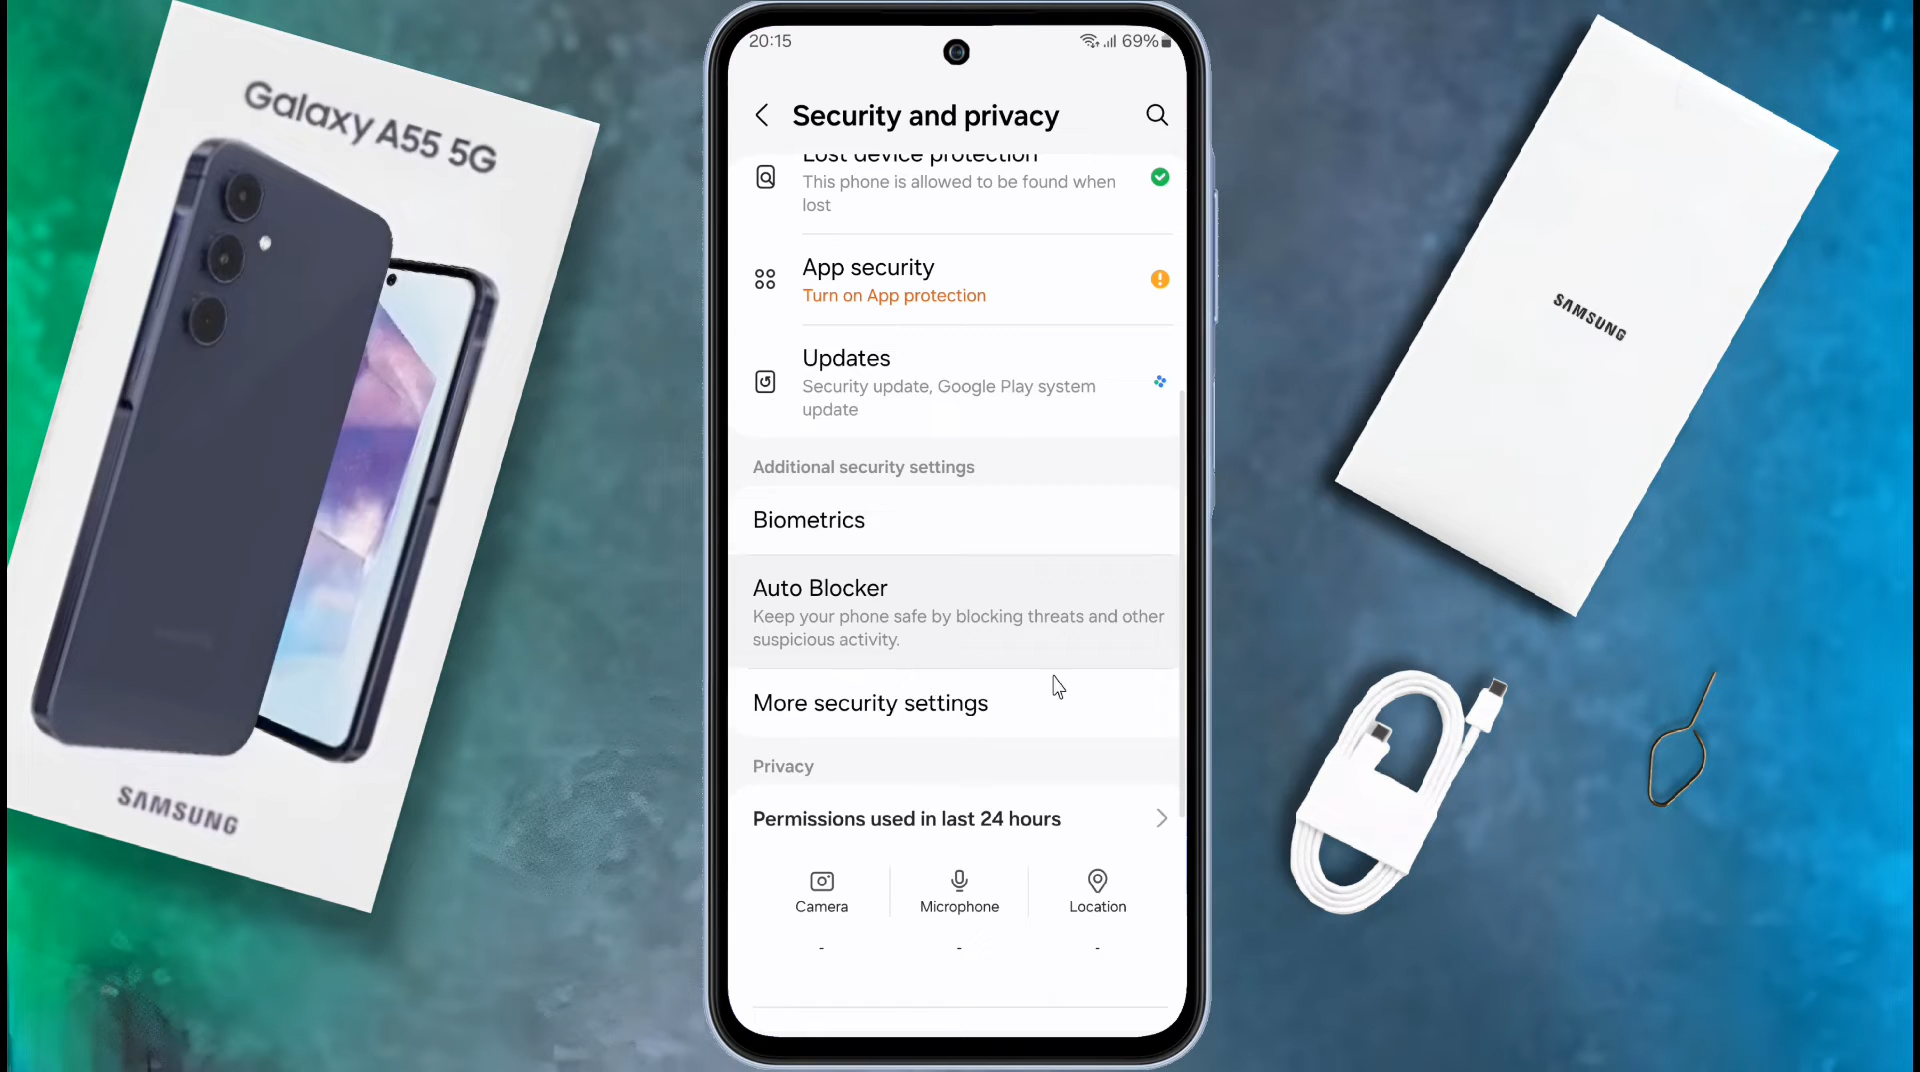 Galaxy A55 5G
SAMSUNG
20:15
69%
Security and privacy
Lost device protection
This phone is allowed to be found when
lost
App security
Turn on App protection
Updates
Security update, Google Play system
update
Additional security settings
Biometrics
Auto Blocker
Keep your phone safe by blocking threats and other
suspicious activity.
More security settings
Privacy
Permissions used in last 24 hours
Camera
Microphone
Location
-
-
-
SAMSUNG